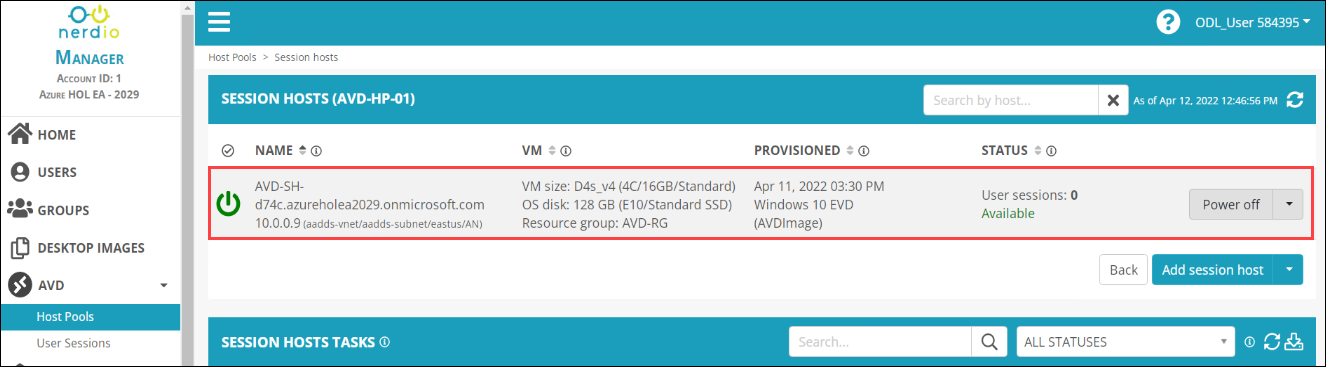 nerdio
MANAGER
ACCOUNT ID: 1
AZURE HOL EA - 2029
HOME
USERS
GROUPS
DESKTOP IMAGES
AVD
Host Pools
User Sessions
?
ODL_User 584395
Host Pools > Session hosts
SESSION HOSTS (AVD-HP-01)
Search by host...
As of Apr 12, 2022 12:46:56 PM
NAME
VM
PROVISIONED
STATUS
AVD-SH-
d74c.azureholea2029.onmicrosoft.com
10.0.0.9 (aadds-vnet/aadds-subnet/eastus/AN)
VM size: D4s_v4 (4C/16GB/Standard)
OS disk: 128 GB (E10/Standard SSD)
Resource group: AVD-RG
Apr 11, 2022 03:30 PM
Windows 10 EVD
(AVDImage)
User sessions: 0
Available
Power off
Back
Add session host
SESSION HOSTS TASKS
Search...
ALL STATUSES